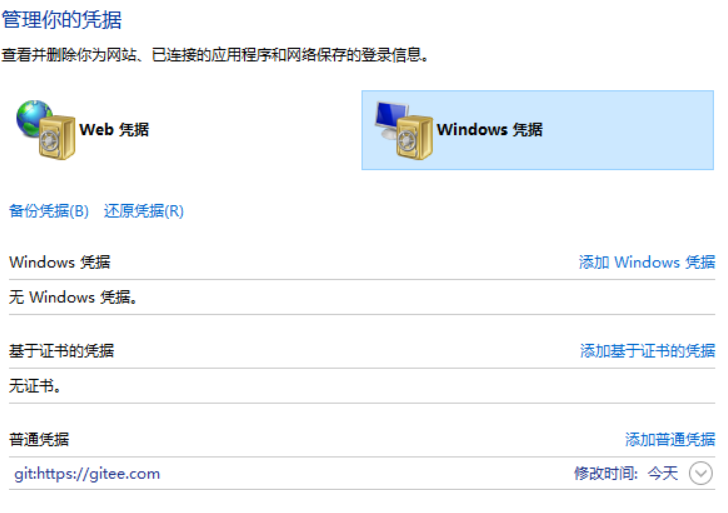 管理你的凭据
查看并删除你为网站、已连接的应用程序和网络保存的登录信息。
Web 凭据
Windows 凭据
备份凭据(B) 还原凭据(R)
Windows 凭据 添加 Windows 凭据
无 Windows 凭据。
基于证书的凭据 添加基于证书的凭据
无证书。
普通凭据 添加普通凭据
git:https://gitee.com 修改时间: 今天